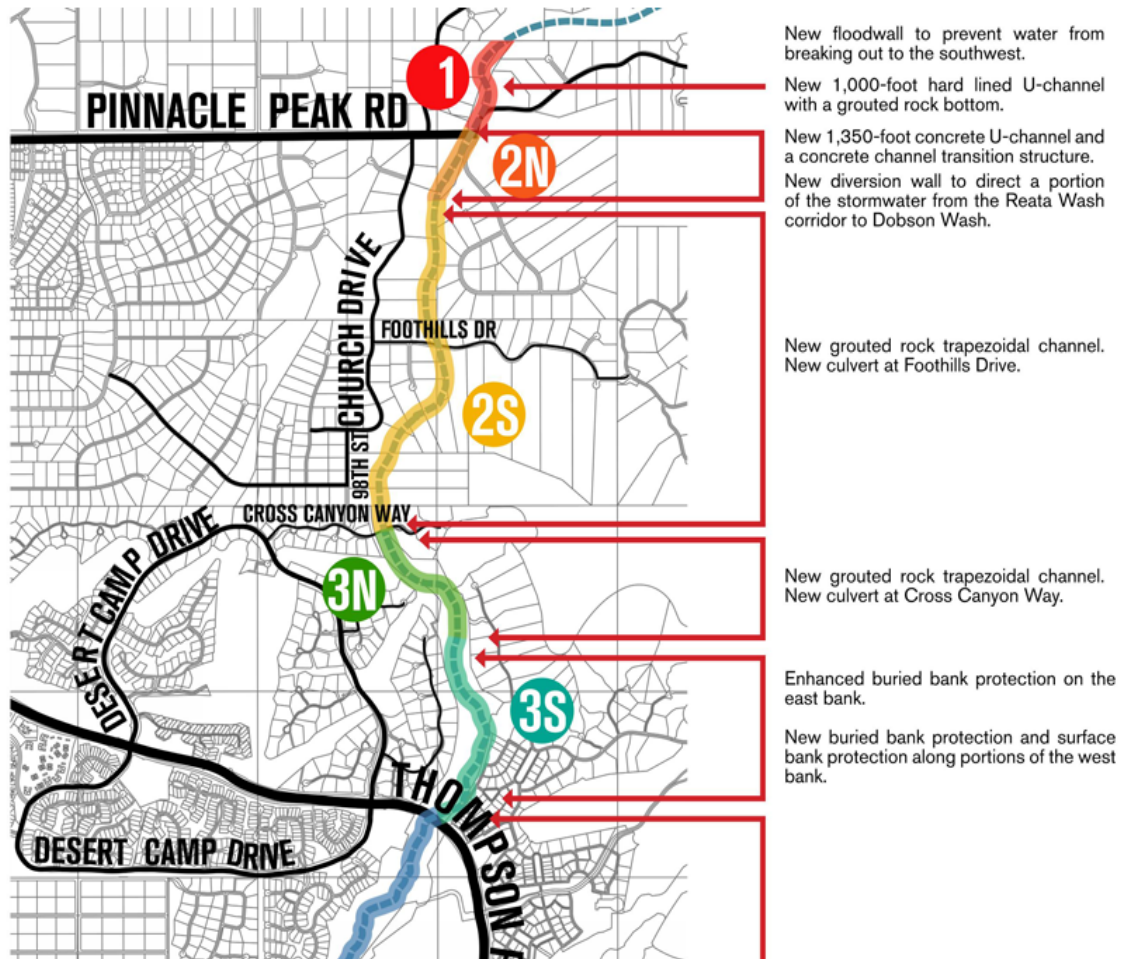 New floodwall to prevent water from
breaking out to the southwest.
1
New 1,000-foot hard lined U-channel
with a grouted rock bottom.
PINNACLE PEAK RD
New 1,350-foot concrete U-channel and
a concrete channel transition structure.
2N
New diversion wall to direct a portion
of the stormwater from the Reata Wash
corridor to Dobson Wash.
CHURCH DRIVE
FOOTHILLS DR
New grouted rock trapezoidal channel.
New culvert at Foothills Drive.
2S
98TH ST
CROSS CANYON WAY
DESERT CAMP DRIVE
3N
New grouted rock trapezoidal channel.
New culvert at Cross Canyon Way.
Enhanced buried bank protection on the
east bank.
3S
New buried bank protection and surface
bank protection along portions of the west
bank.
THOMPSON
DESERT CAMP DRIVE